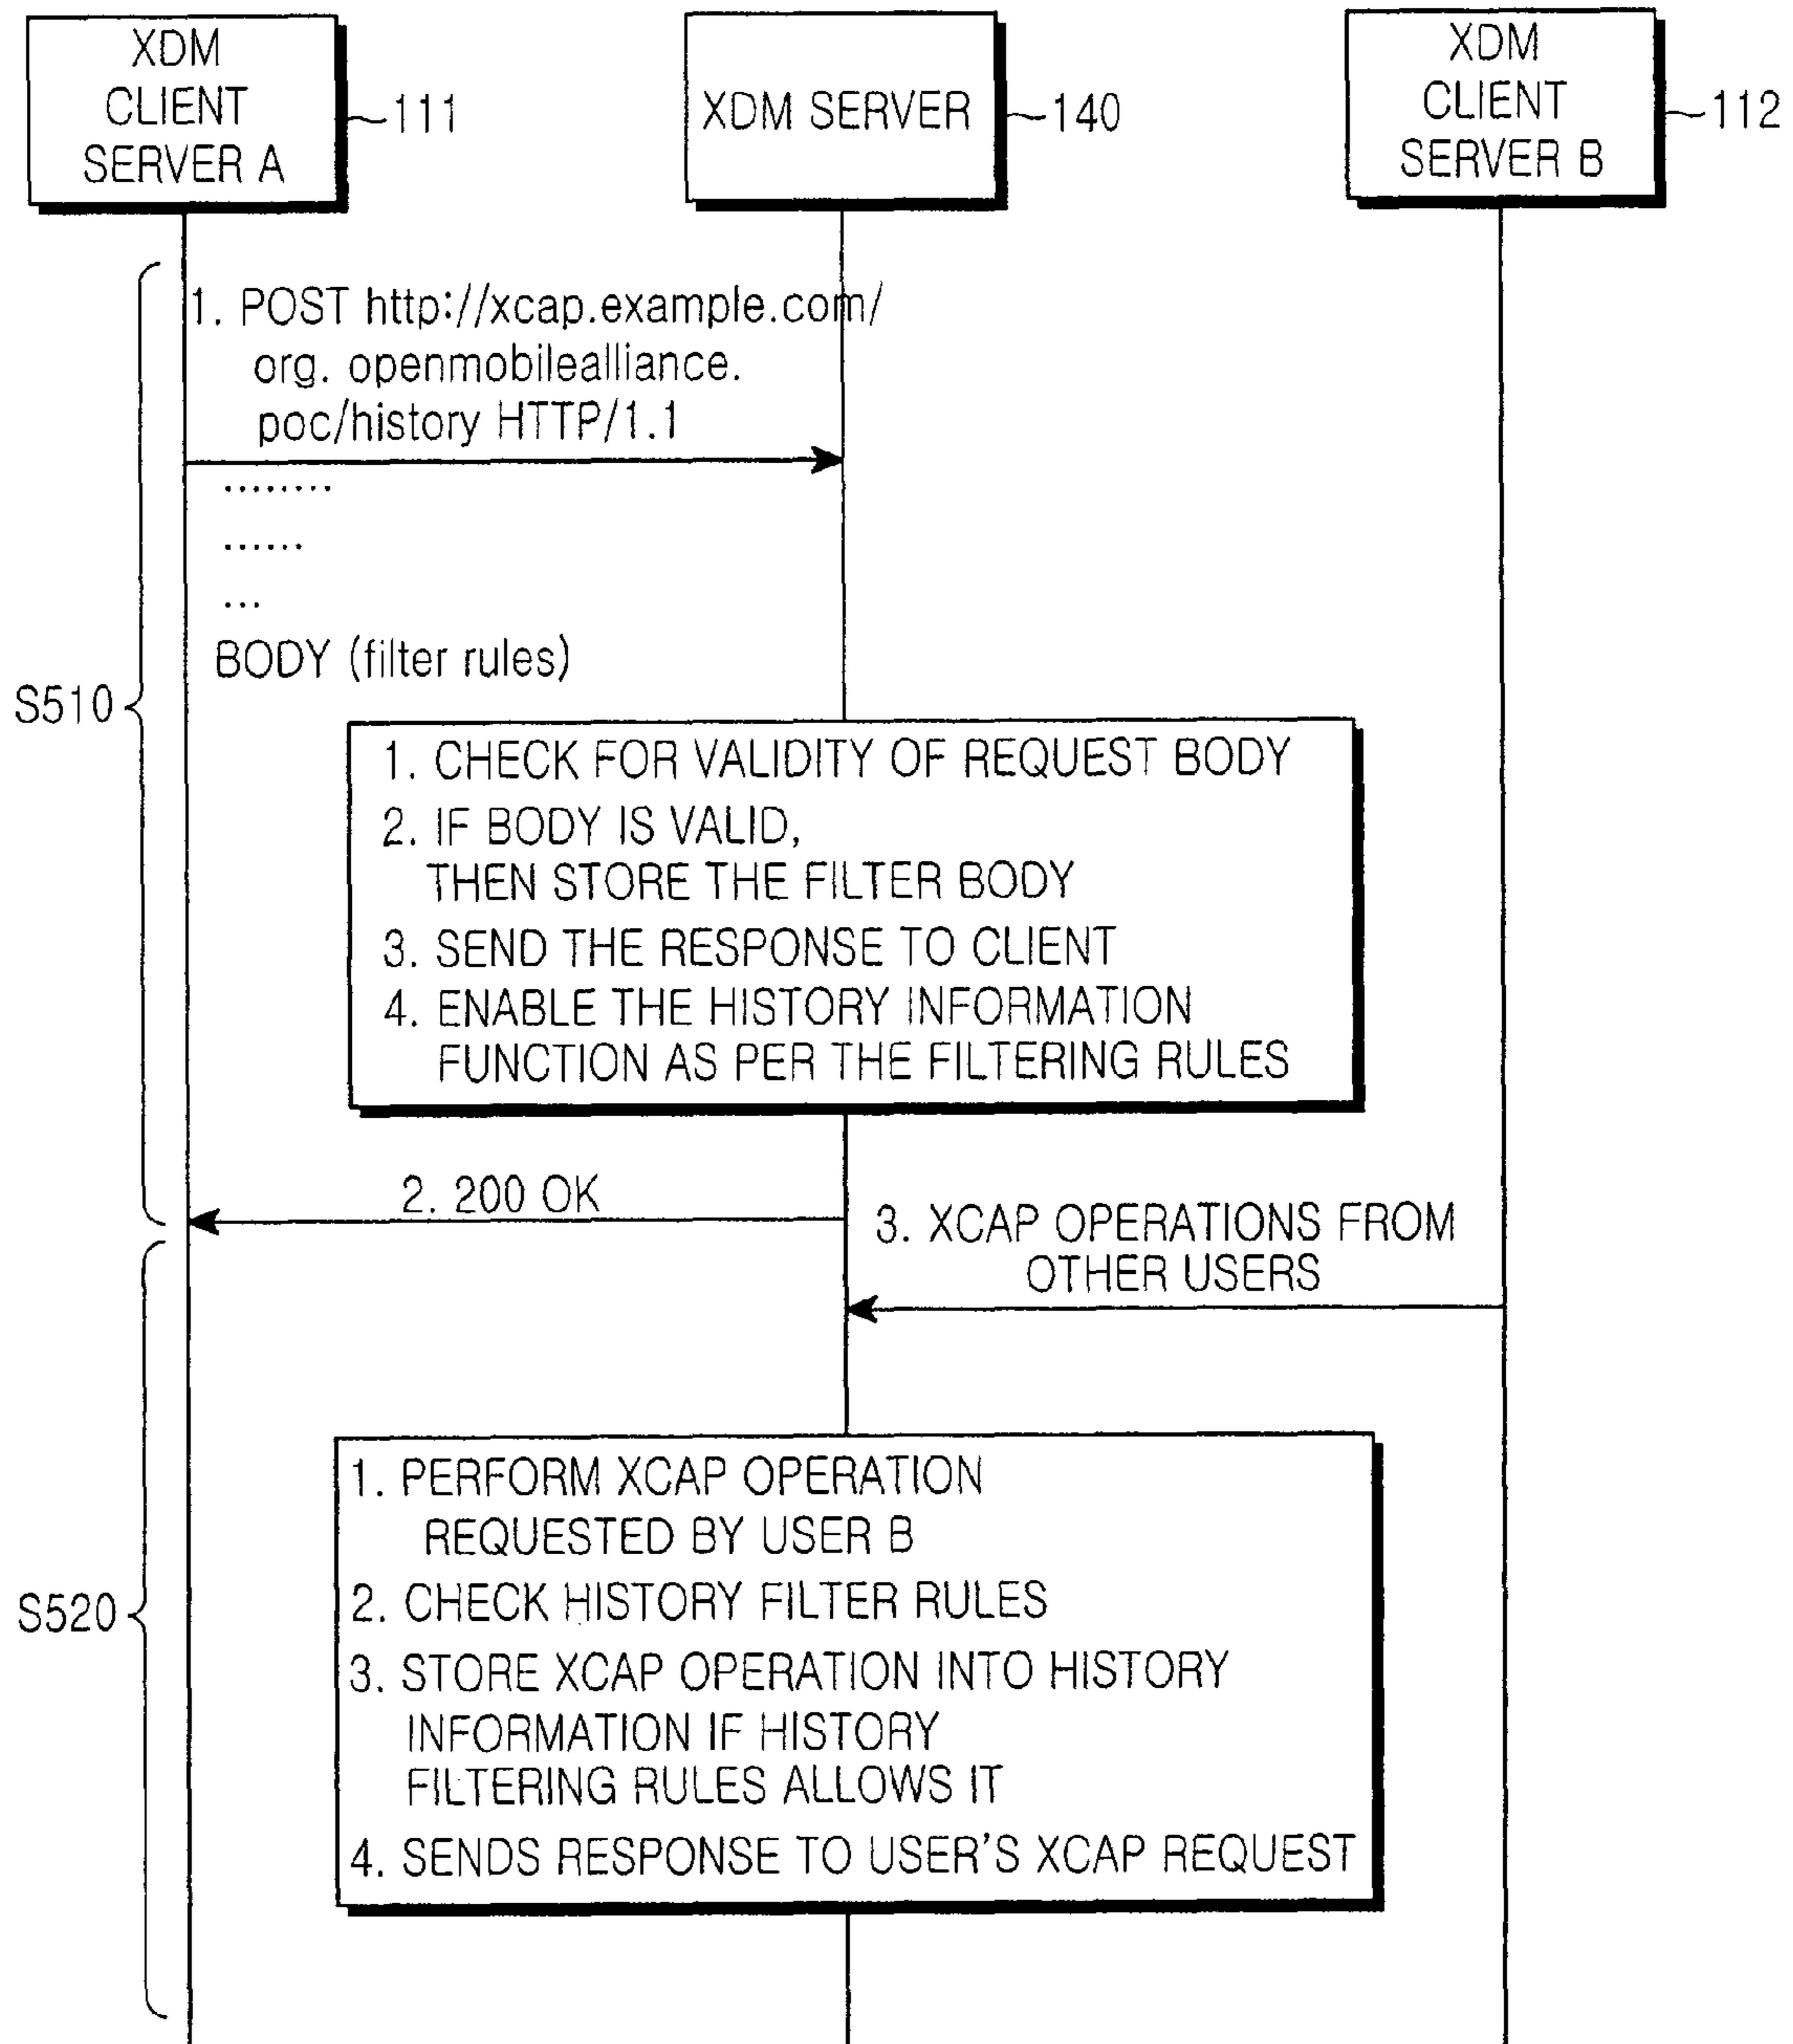 XDM
CLIENT
SERVER A
111
XDM SERVER
140
XDM
CLIENT
SERVER B
112
1. POST http://xcap.example.com/
org. openmobilealliance.
poc/history HTTP/1.1
........
......
...
BODY (filter rules)
S510
1. CHECK FOR VALIDITY OF REQUEST BODY
2. IF BODY IS VALID,
THEN STORE THE FILTER BODY
3. SEND THE RESPONSE TO CLIENT
4. ENABLE THE HISTORY INFORMATION
FUNCTION AS PER THE FILTERING RULES
2. 200 OK
3. XCAP OPERATIONS FROM
OTHER USERS
S520
1. PERFORM XCAP OPERATION
REQUESTED BY USER B
2. CHECK HISTORY FILTER RULES
3. STORE XCAP OPERATION INTO HISTORY
INFORMATION IF HISTORY
FILTERING RULES ALLOWS IT
4. SENDS RESPONSE TO USER'S XCAP REQUEST